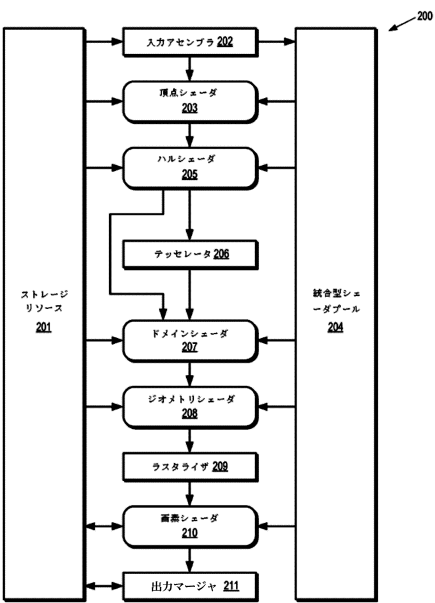 200
入力アセンブラ 202
頂点シェーダ
203
ハルシェーダ
205
テッセレータ 206
ストレージ
リソース
201
統合型シェ
ーダプール
204
ドメインシェーダ
207
ジオメトリシェーダ
208
ラスタライザ 209
画素シェーダ
210
出力マージャ 211